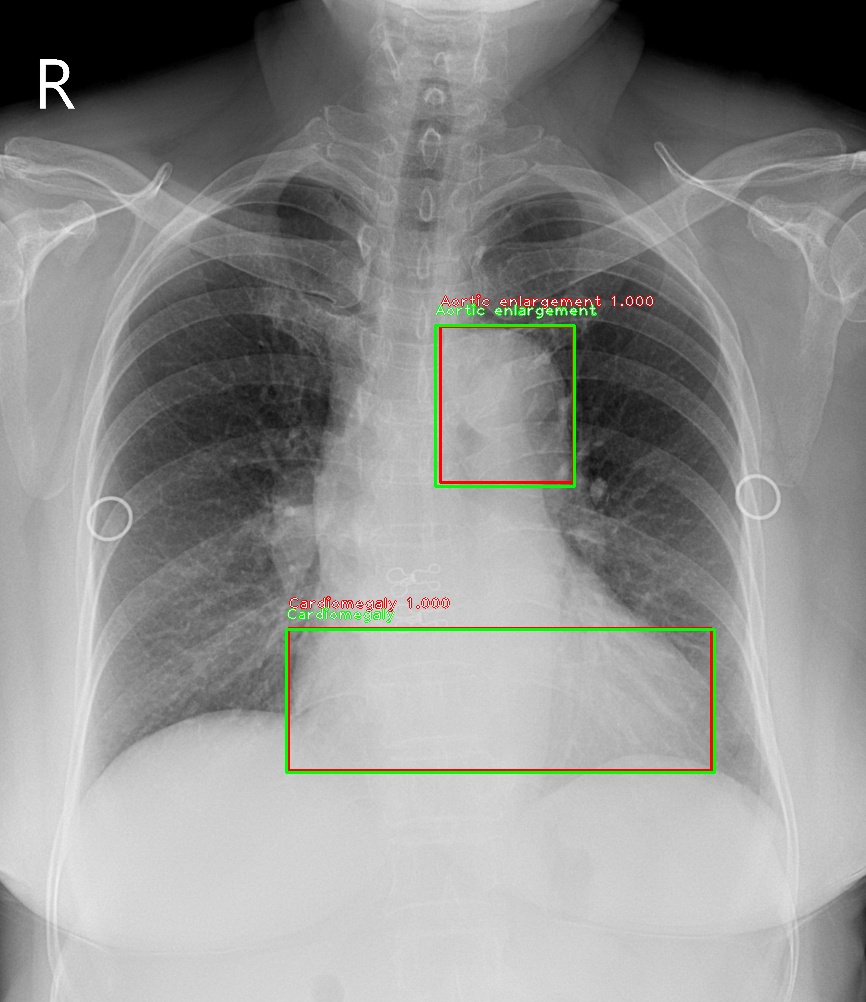 R
Aortic enlargement 1.000
Aortic enlargement
Cardiomegaly 1.000
Cardiomegaly